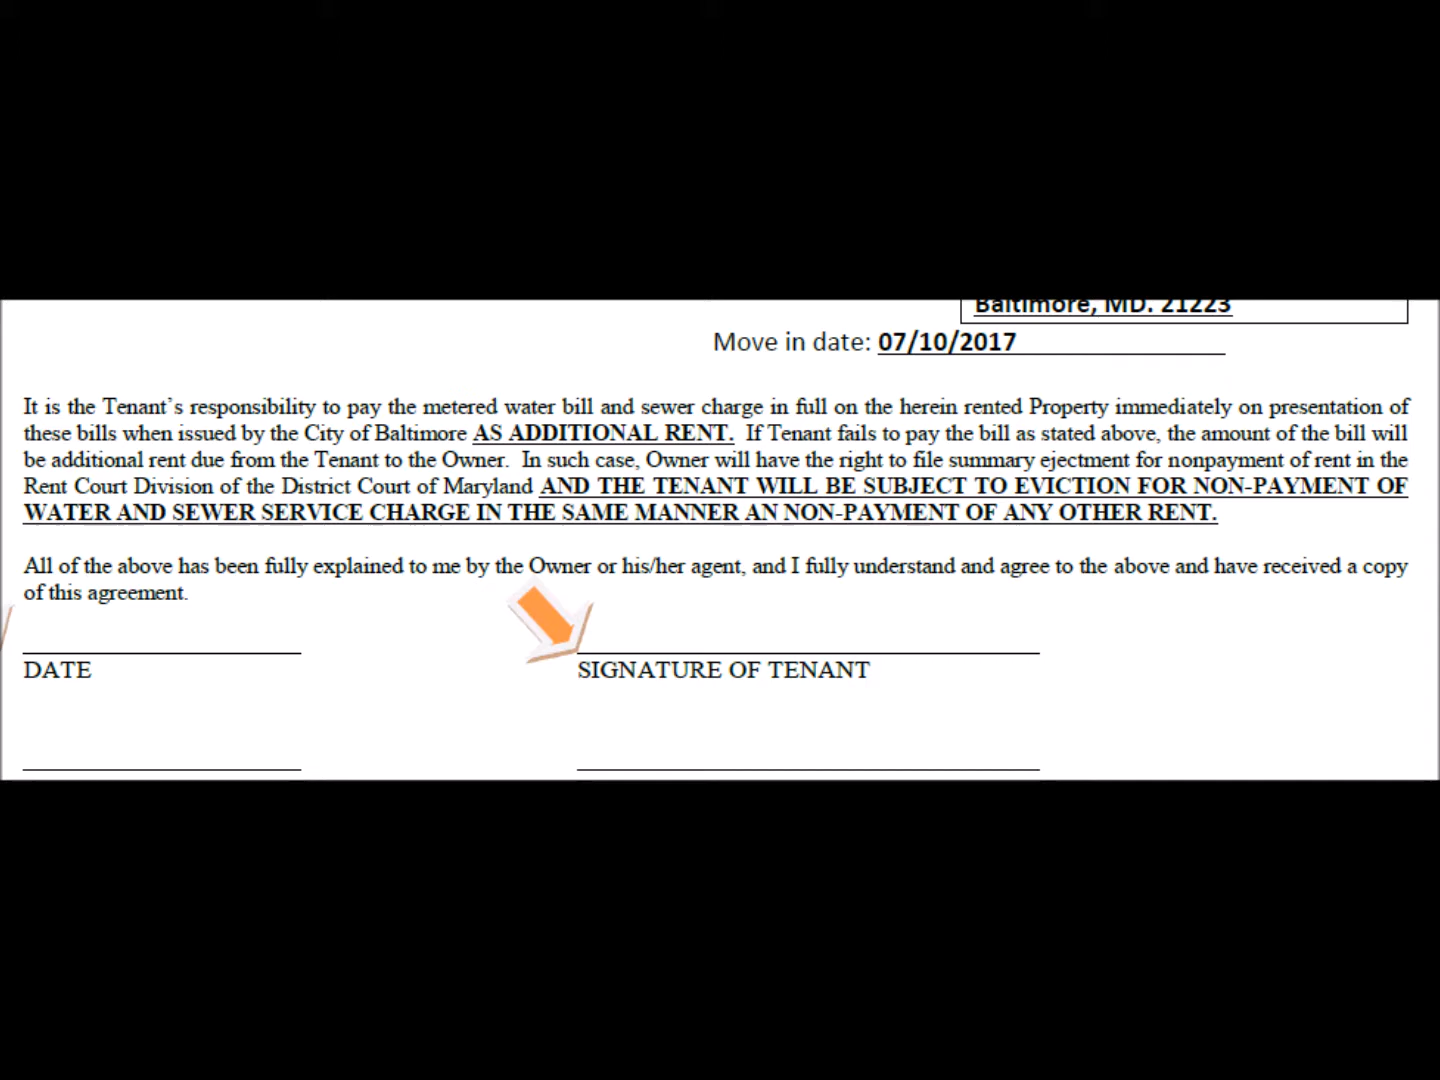 Baltimore, MD. 21223
Move in date: 07/10/2017
It is the Tenant’s responsibility to pay the metered water bill and sewer charge in full on the herein rented Property immediately on presentation of
these bills when issued by the City of Baltimore AS ADDITIONAL RENT. If Tenant fails to pay the bill as stated above, the amount of the bill will
be additional rent due from the Tenant to the Owner. In such case, Owner will have the right to file summary ejectment for nonpayment of rent in the
Rent Court Division of the District Court of Maryland AND THE TENANT WILL BE SUBJECT TO EVICTION FOR NON-PAYMENT OF
WATER AND SEWER SERVICE CHARGE IN THE SAME MANNER AN NON-PAYMENT OF ANY OTHER RENT.
All of the above has been fully explained to me by the Owner or his/her agent, and I fully understand and agree to the above and have received a copy
of this agreement.
DATE SIGNATURE OF TENANT